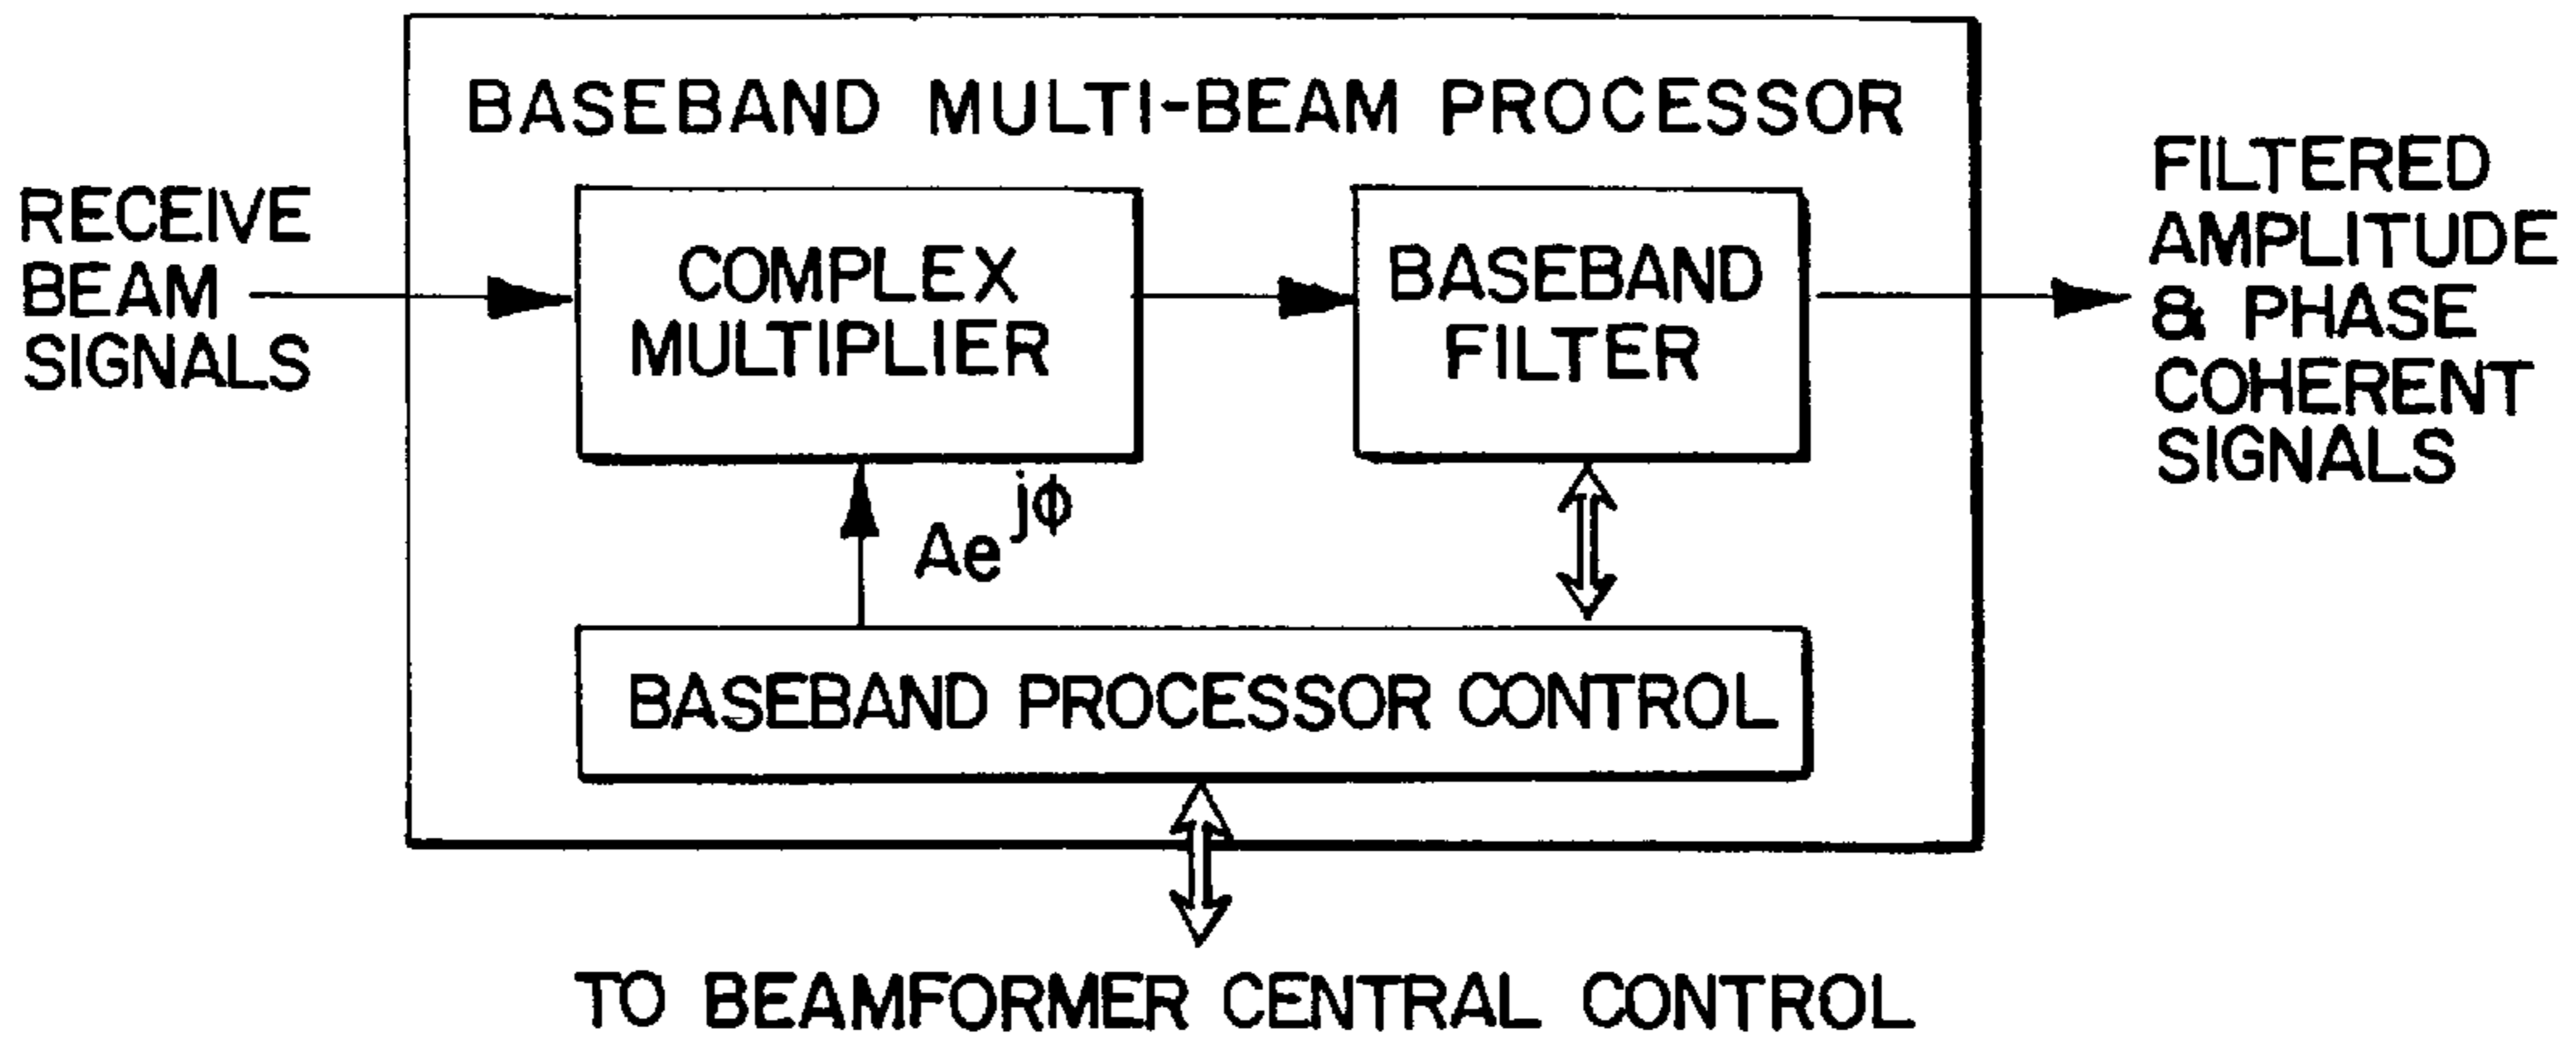 BASEBAND MULTI-BEAM PROCESSOR
RECEIVE
BEAM
SIGNALS
COMPLEX
MULTIPLIER
BASEBAND
FILTER
FILTERED
AMPLITUDE
& PHASE
COHERENT
SIGNALS
Ae^jϕ
BASEBAND PROCESSOR CONTROL
TO BEAMFORMER CENTRAL CONTROL